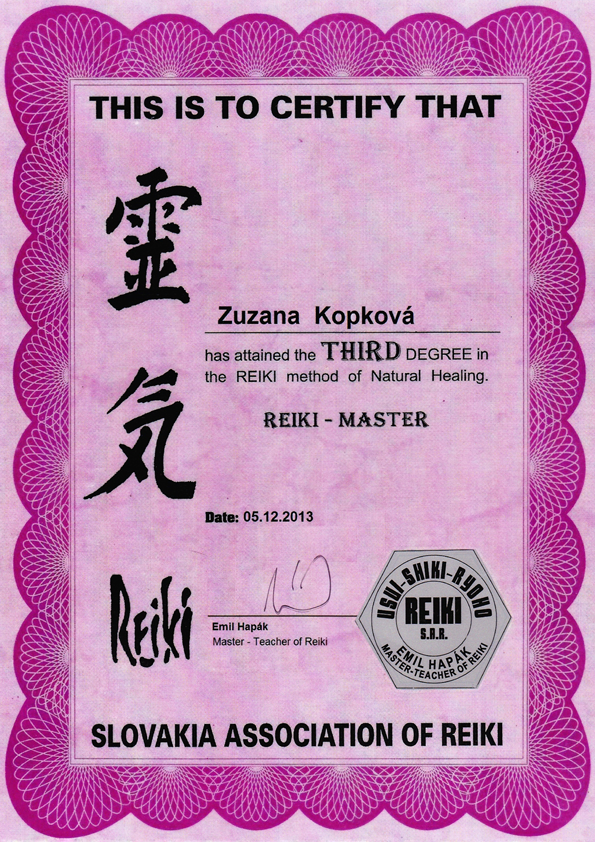 THIS IS TO CERTIFY THAT
靈
気
Zuzana Kopková
has attained the THIRD DEGREE in
the REIKI method of Natural Healing.
REIKI - MASTER
Date: 05.12.2013
Reiki
Emil Hapák
Master - Teacher of Reiki
USUI-SHIKI-RYOHO
REIKI
S.A.R.
EMIL HAPÁK
MASTER-TEACHER OF REIKI
SLOVAKIA ASSOCIATION OF REIKI